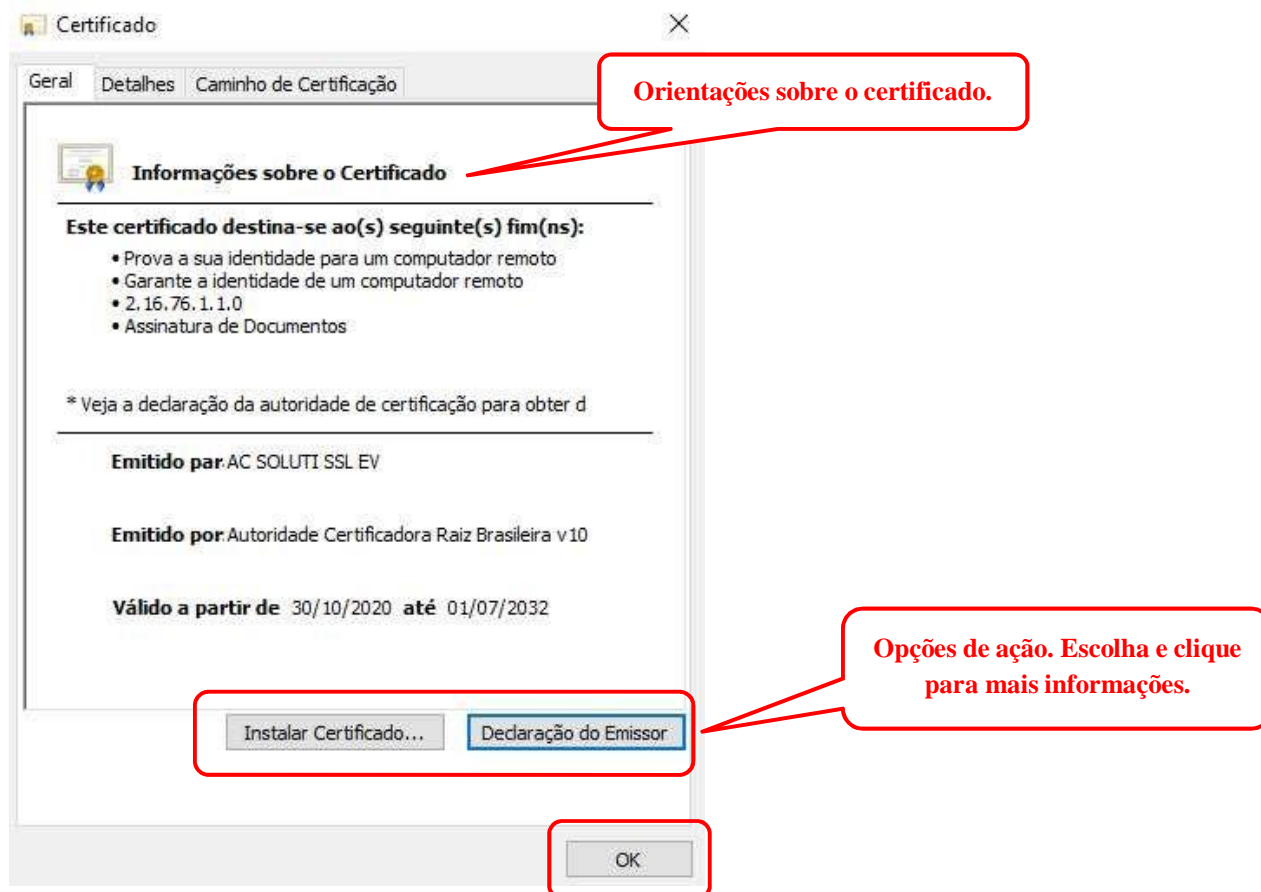 Certificado
Geral Detalhes Caminho de Certificação
Orientações sobre o certificado.
Informações sobre o Certificado
Este certificado destina-se ao(s) seguinte(s) fim(ns):
• Prova a sua identidade para um computador remoto
• Garante a identidade de um computador remoto
• 2.16.76.1.1.0
• Assinatura de Documentos
* Veja a declaração da autoridade de certificação para obter d
Emitido par AC SOLUTI SSL EV
Emitido por Autoridade Certificadora Raiz Brasileira v10
Válido a partir de 30/10/2020 até 01/07/2032
Opções de ação. Escolha e clique
para mais informações.
Instalar Certificado... Declaração do Emissor
OK